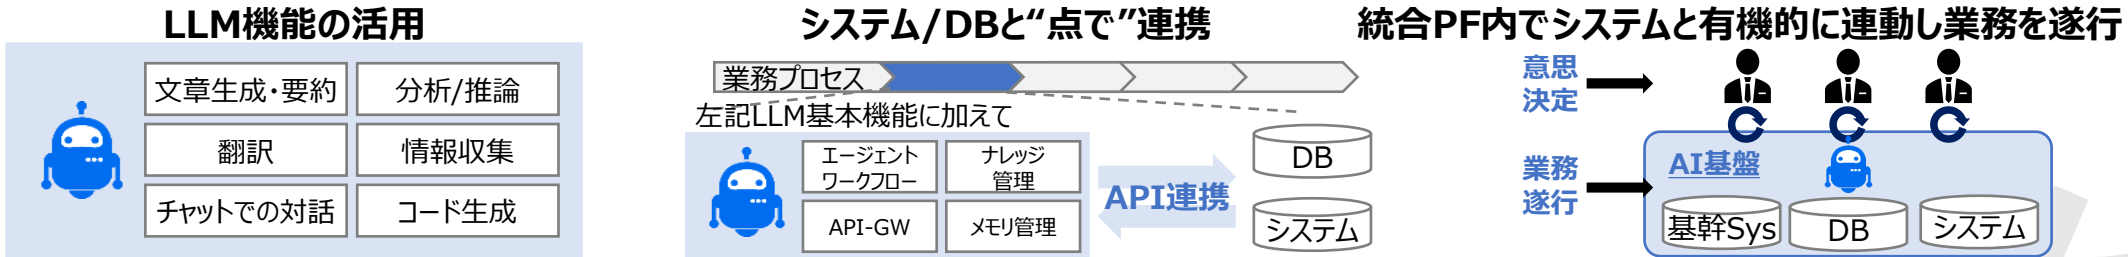 LLM機能の活用
文章生成・要約
分析/推論
翻訳
情報収集
チャットでの対話
コード生成
システム/DBと“点で”連携
業務プロセス
左記LLM基本機能に加えて
エージェント
ワークフロー
ナレッジ
管理
API-GW
メモリ管理
API連携
DB
システム
統合PF内でシステムと有機的に連動し業務を遂行
意思
決定
業務
遂行
AI基盤
基幹Sys
DB
システム